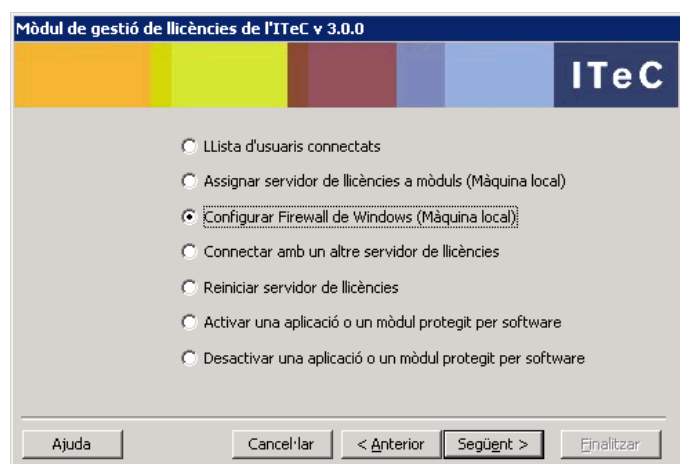 Mòdul de gestió de llicències de l'ITeC v 3.0.0
ITeC
LLista d'usuaris connectats
Assignar servidor de llicències a mòduls (Màquina local)
Configurar Firewall de Windows (Màquina local)
Connectar amb un altre servidor de llicències
Reiniciar servidor de llicències
Activar una aplicació o un mòdul protegit per software
Desactivar una aplicació o un mòdul protegit per software
Ajuda
Cancel·lar
< Anterior
Següent >
Finalitzar